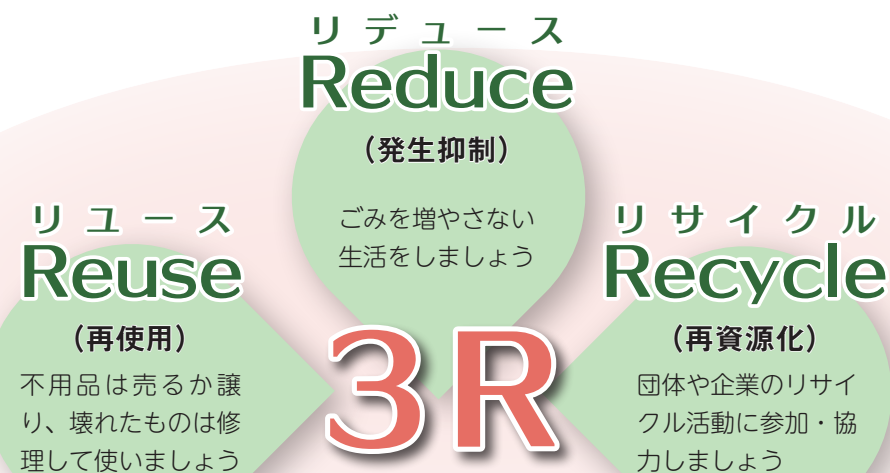 リデュース
Reduce
（発生抑制）
ごみを増やさない
生活をしましょう
リユース
Reuse
（再使用）
不用品は売るか譲
り、壊れたものは修
理して使いましょう
3R
リサイクル
Recycle
（再資源化）
団体や企業のリサイ
クル活動に参加・協
力しましょう